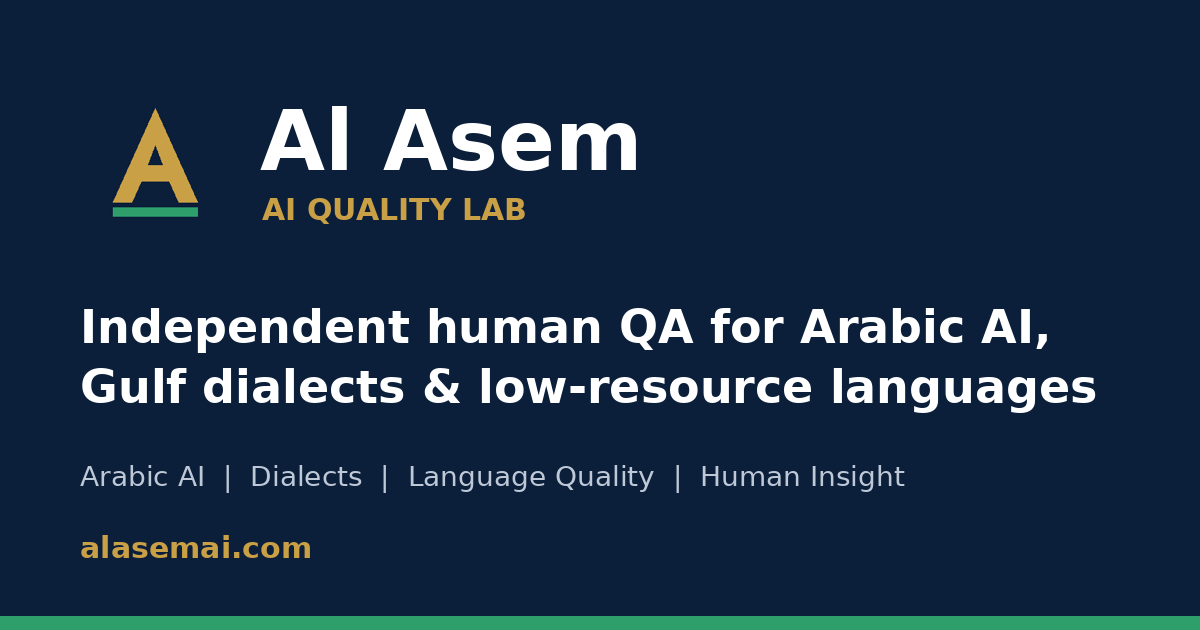 Al Asem
AI QUALITY LAB
Independent human QA for Arabic AI,
Gulf dialects & low-resource languages
Arabic AI | Dialects | Language Quality | Human Insight
alasemai.com